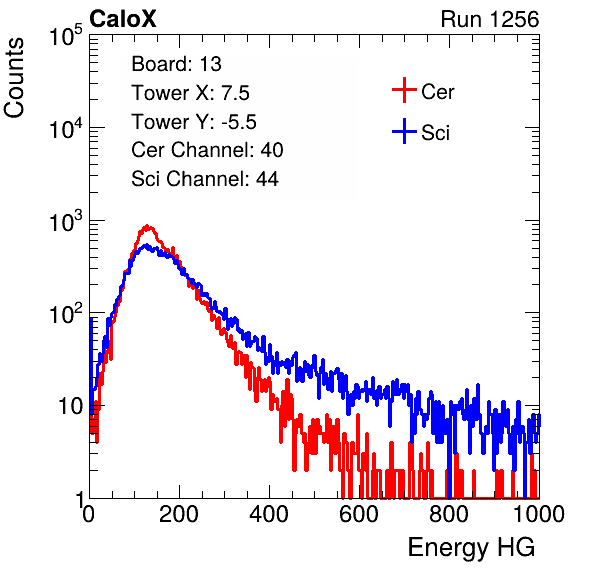 CaloX Run 1256
Counts
10^5
10^4
10^3
10^2
10
1
Board: 13
Tower X: 7.5
Tower Y: -5.5
Cer Channel: 40
Sci Channel: 44
Cer
Sci
0 200 400 600 800 1000
Energy HG